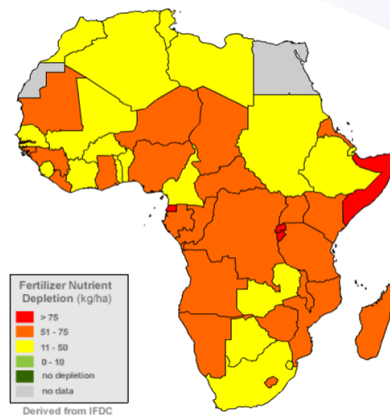 Fertilizer Nutrient
Depletion (kg/ha)
> 75
51 - 75
11 - 50
0 - 10
no depletion
no data
Derived from IFDC